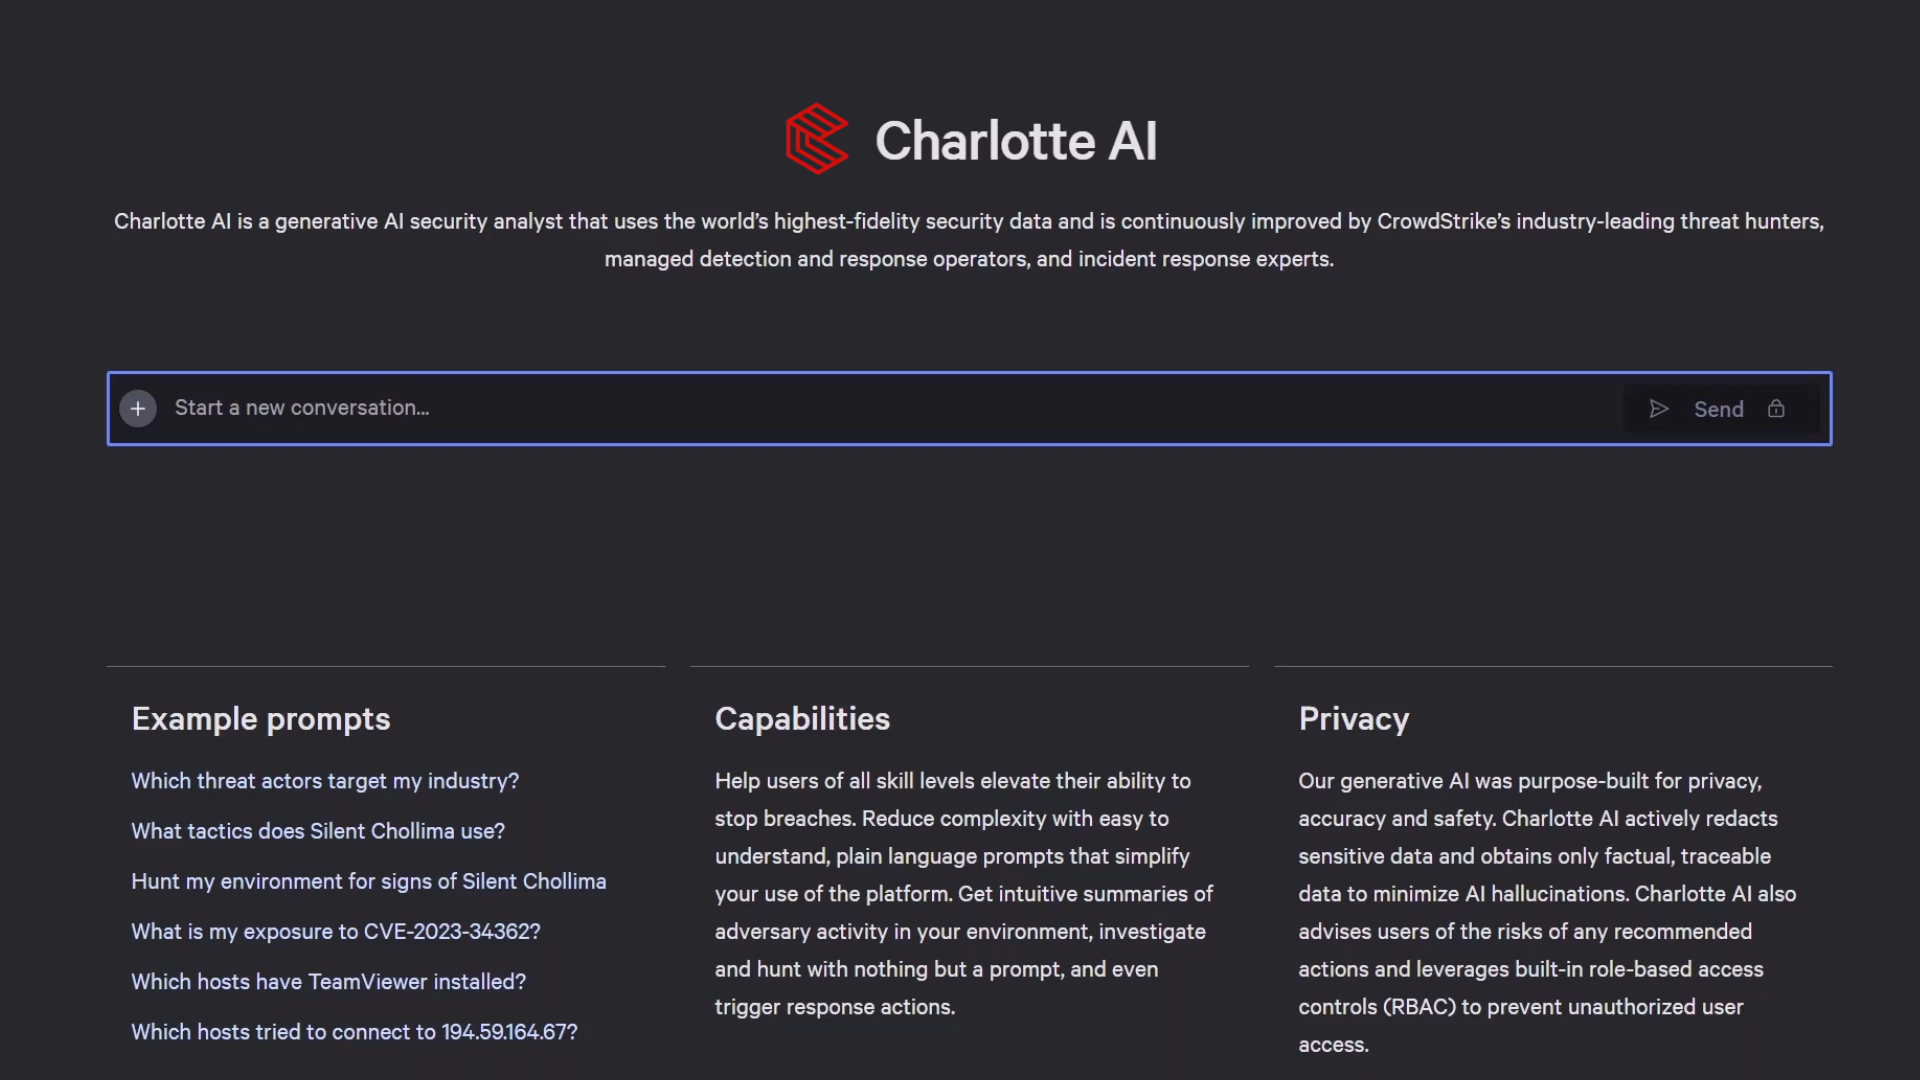 Charlotte AI
Charlotte AI is a generative AI security analyst that uses the world’s highest-fidelity security data and is continuously improved by CrowdStrike’s industry-leading threat hunters,
managed detection and response operators, and incident response experts.
+ Start a new conversation...
Send
Example prompts
Which threat actors target my industry?
What tactics does Silent Chollima use?
Hunt my environment for signs of Silent Chollima
What is my exposure to CVE-2023-34362?
Which hosts have TeamViewer installed?
Which hosts tried to connect to 194.59.164.67?
Capabilities
Help users of all skill levels elevate their ability to
stop breaches. Reduce complexity with easy to
understand, plain language prompts that simplify
your use of the platform. Get intuitive summaries of
adversary activity in your environment, investigate
and hunt with nothing but a prompt, and even
trigger response actions.
Privacy
Our generative AI was purpose-built for privacy,
accuracy and safety. Charlotte AI actively redacts
sensitive data and obtains only factual, traceable
data to minimize AI hallucinations. Charlotte AI also
advises users of the risks of any recommended
actions and leverages built-in role-based access
controls (RBAC) to prevent unauthorized user
access.